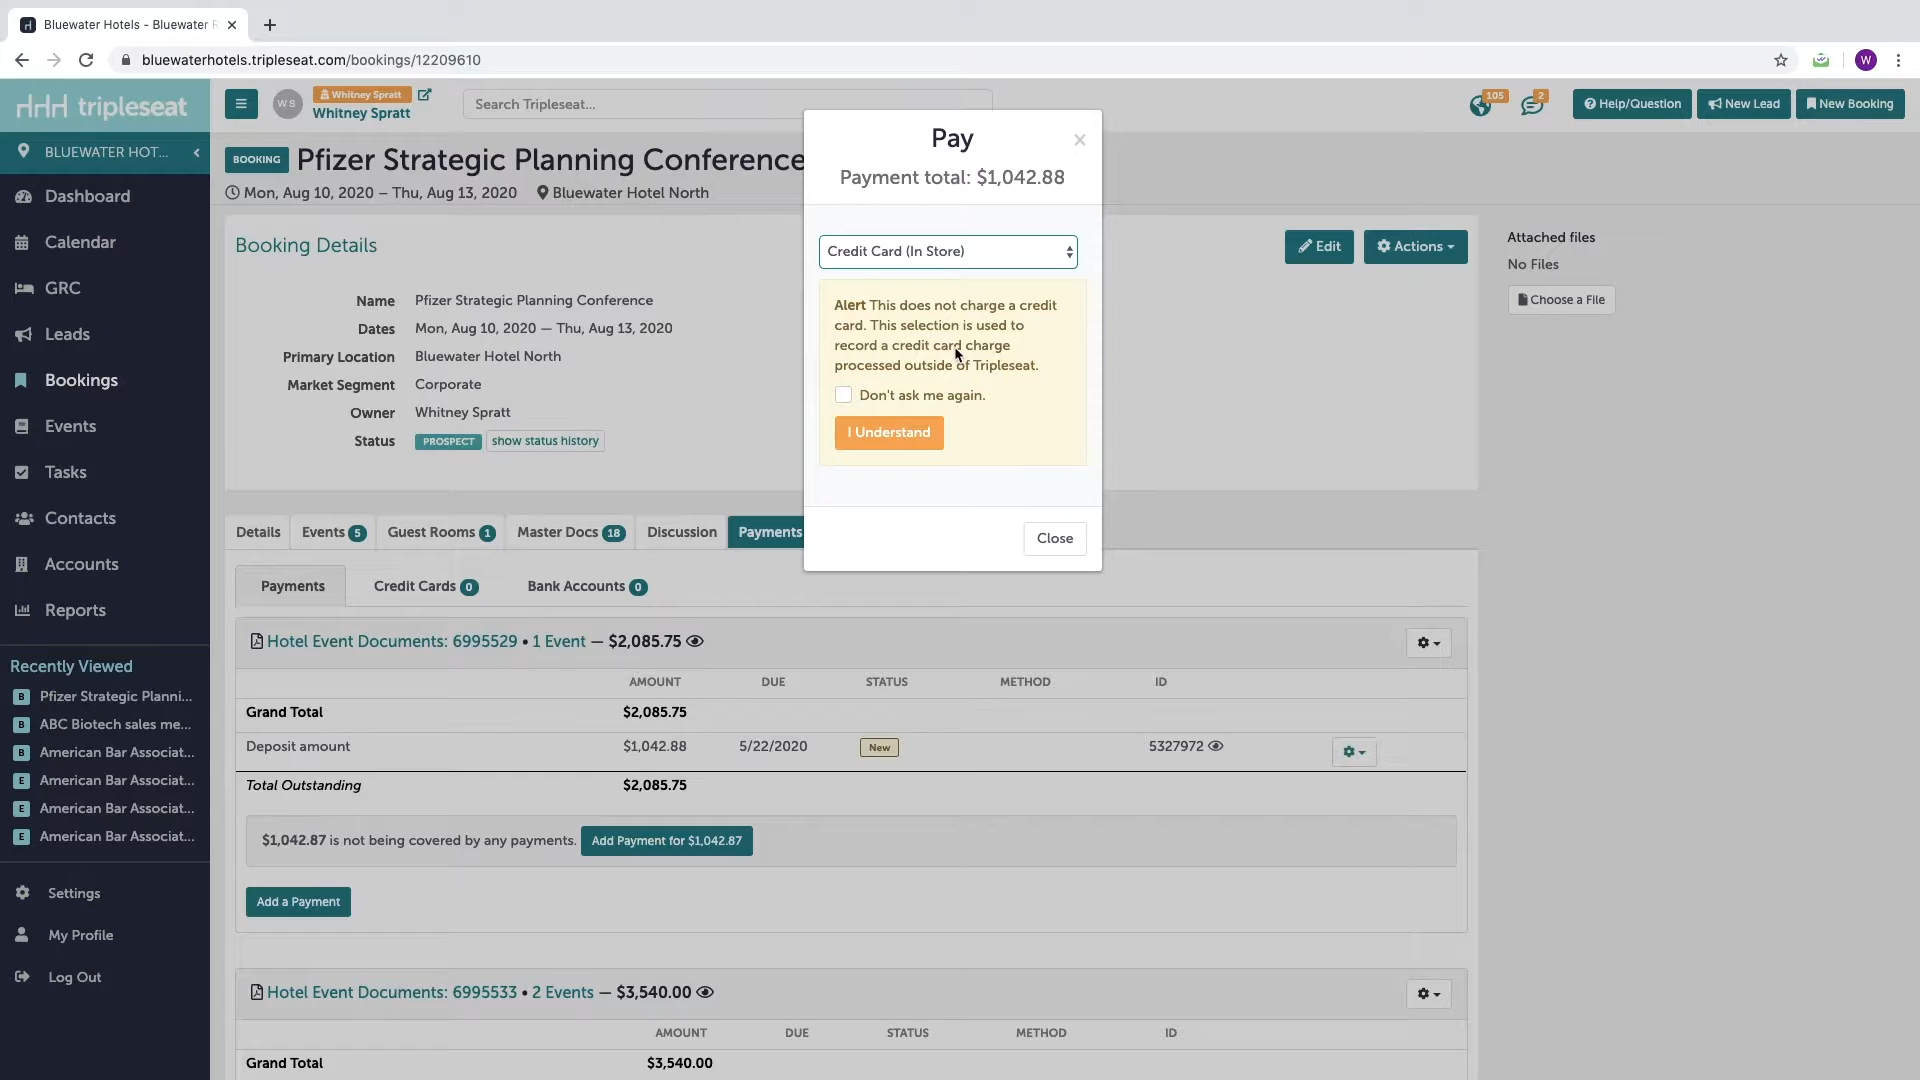 Bluewater Hotels - Bluewater R
bluewaterhotels.tripleseat.com/bookings/12209610
W
tripleseat
WS
Whitney Spratt
Whitney Spratt
Search Tripleseat...
105
2
Help/Question
New Lead
New Booking
BLUEWATER HOT...
Dashboard
Calendar
GRC
Leads
Bookings
Events
Tasks
Contacts
Accounts
Reports
Recently Viewed
B Pfizer Strategic Planni...
B ABC Biotech sales me...
B American Bar Associat...
E American Bar Associat...
E American Bar Associat...
E American Bar Associat...
Settings
My Profile
Log Out
BOOKING Pfizer Strategic Planning Conference
Mon, Aug 10, 2020 – Thu, Aug 13, 2020 Bluewater Hotel North
Booking Details
Edit
Actions
Name Pfizer Strategic Planning Conference
Dates Mon, Aug 10, 2020 — Thu, Aug 13, 2020
Primary Location Bluewater Hotel North
Market Segment Corporate
Owner Whitney Spratt
Status PROSPECT show status history
Attached files
No Files
Choose a File
Pay
×
Payment total: $1,042.88
Credit Card (In Store)
Alert This does not charge a credit
card. This selection is used to
record a credit card charge
processed outside of Tripleseat.
Don't ask me again.
I Understand
Close
Details Events 5 Guest Rooms 1 Master Docs 18 Discussion Payments
Payments Credit Cards 0 Bank Accounts 0
Hotel Event Documents: 6995529 • 1 Event — $2,085.75
AMOUNT DUE STATUS METHOD ID
Grand Total $2,085.75
Deposit amount $1,042.88 5/22/2020 New 5327972
Total Outstanding $2,085.75
$1,042.87 is not being covered by any payments. Add Payment for $1,042.87
Add a Payment
Hotel Event Documents: 6995533 • 2 Events — $3,540.00
AMOUNT DUE STATUS METHOD ID
Grand Total $3,540.00